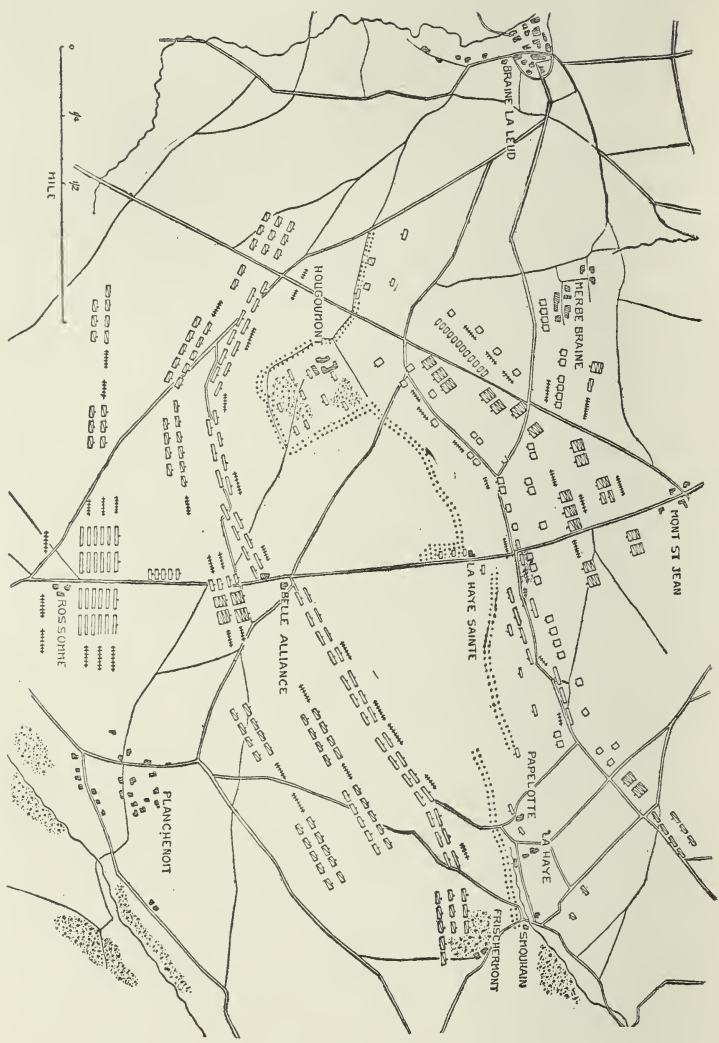 BRAINE LA LEUD
MERBE BRAINE
MONT ST JEAN
HOUGOUMONT
LA HAYE SAINTE
PAPELOTTE
LA HAYE
SMOUHAIN
FRISCHERMONT
BELLE ALLIANCE
ROSSOMME
PLANCHENOIT
0 1/4 1/2
MILE